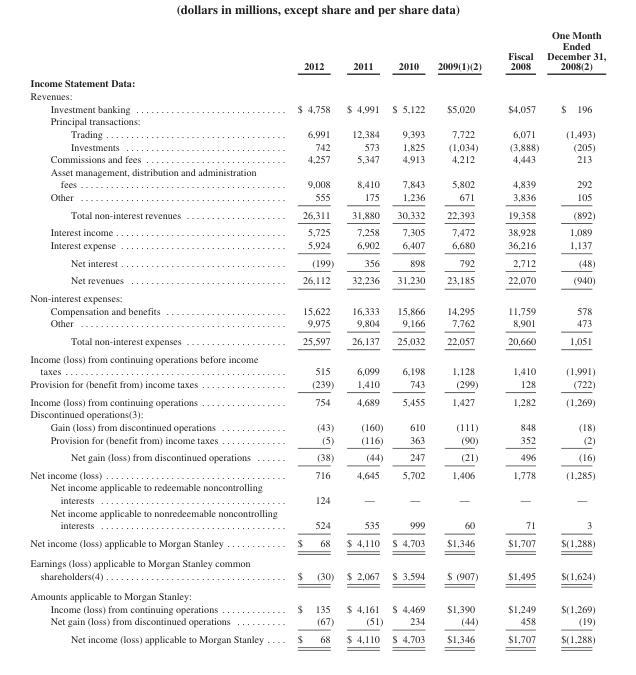 (dollars in millions, except share and per share data)
One Month
Ended
Fiscal December 31,
2012 2011 2010 2009(1)(2) 2008 2008(2)
Income Statement Data:
Revenues:
Investment banking $ 4,758 $ 4,991 $ 5,122 $5,020 $4,057 $ 196
Principal transactions:
Trading 6,991 12,384 9,393 7,722 6,071 (1,493)
Investments 742 573 1,825 (1,034) (3,888) (205)
Commissions and fees 4,257 5,347 4,913 4,212 4,443 213
Asset management, distribution and administration
fees 9,008 8,410 7,843 5,802 4,839 292
Other 555 175 1,236 671 3,836 105
Total non-interest revenues 26,311 31,880 30,332 22,393 19,358 (892)
Interest income 5,725 7,258 7,305 7,472 38,928 1,089
Interest expense 5,924 6,902 6,407 6,680 36,216 1,137
Net interest (199) 356 898 792 2,712 (48)
Net revenues 26,112 32,236 31,230 23,185 22,070 (940)
Non-interest expenses:
Compensation and benefits 15,622 16,333 15,866 14,295 11,759 578
Other 9,975 9,804 9,166 7,762 8,901 473
Total non-interest expenses 25,597 26,137 25,032 22,057 20,660 1,051
Income (loss) from continuing operations before income
taxes 515 6,099 6,198 1,128 1,410 (1,991)
Provision for (benefit from) income taxes (239) 1,410 743 (299) 128 (722)
Income (loss) from continuing operations 754 4,689 5,455 1,427 1,282 (1,269)
Discontinued operations(3):
Gain (loss) from discontinued operations (43) (160) 610 (111) 848 (18)
Provision for (benefit from) income taxes (5) (116) 363 (90) 352 (2)
Net gain (loss) from discontinued operations (38) (44) 247 (21) 496 (16)
Net income (loss) 716 4,645 5,702 1,406 1,778 (1,285)
Net income applicable to redeemable noncontrolling
interests 124 — — — — —
Net income applicable to nonredeemable noncontrolling
interests 524 535 999 60 71 3
Net income (loss) applicable to Morgan Stanley $ 68 $ 4,110 $ 4,703 $1,346 $1,707 $(1,288)
Earnings (loss) applicable to Morgan Stanley common
shareholders(4) $ (30) $ 2,067 $ 3,594 $ (907) $1,495 $(1,624)
Amounts applicable to Morgan Stanley:
Income (loss) from continuing operations $ 135 $ 4,161 $ 4,469 $1,390 $1,249 $(1,269)
Net gain (loss) from discontinued operations (67) (51) 234 (44) 458 (19)
Net income (loss) applicable to Morgan Stanley $ 68 $ 4,110 $ 4,703 $1,346 $1,707 $(1,288)